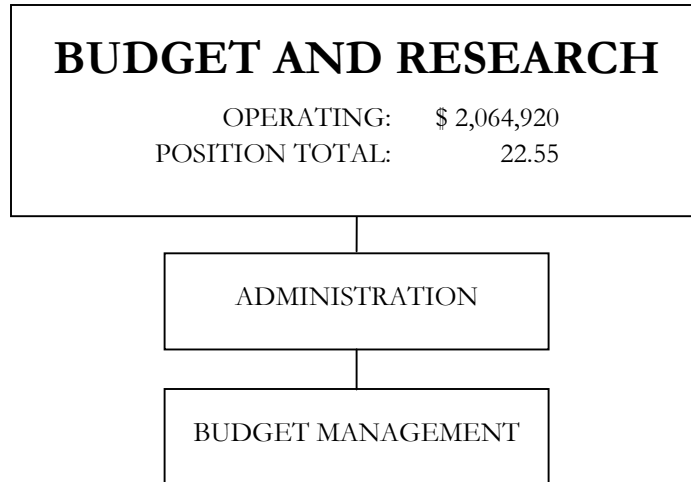 BUDGET AND RESEARCH
OPERATING: $ 2,064,920
POSITION TOTAL: 22.55
ADMINISTRATION
BUDGET MANAGEMENT